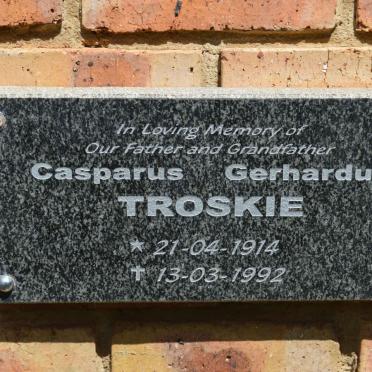 In Loving Memory of
Our Father and Grandfather
Casparus Gerhardu
TROSKIE
* 21-04-1914
✝ 13-03-1992